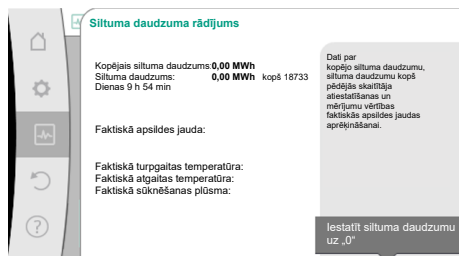 Siltuma daudzuma rādījums
Kopējais siltuma daudzums:0,00 MWh
Siltuma daudzums: 0,00 MWh kopš 18733
Dienas 9 h 54 min
Faktiskā apsildes jauda:
Faktiskā turpgaitas temperatūra:
Faktiskā atgaitas temperatūra:
Faktiskā sūknēšanas plūsma:
Dati par
kopējo siltuma daudzumu,
siltuma daudzumu kopš
pēdējās skaitītāja
atiestatīšanas un
mērījumu vērtības
faktiskās apsildes jaudas
aprēķināšanai.
Iestatīt siltuma daudzumu
uz „0“
?